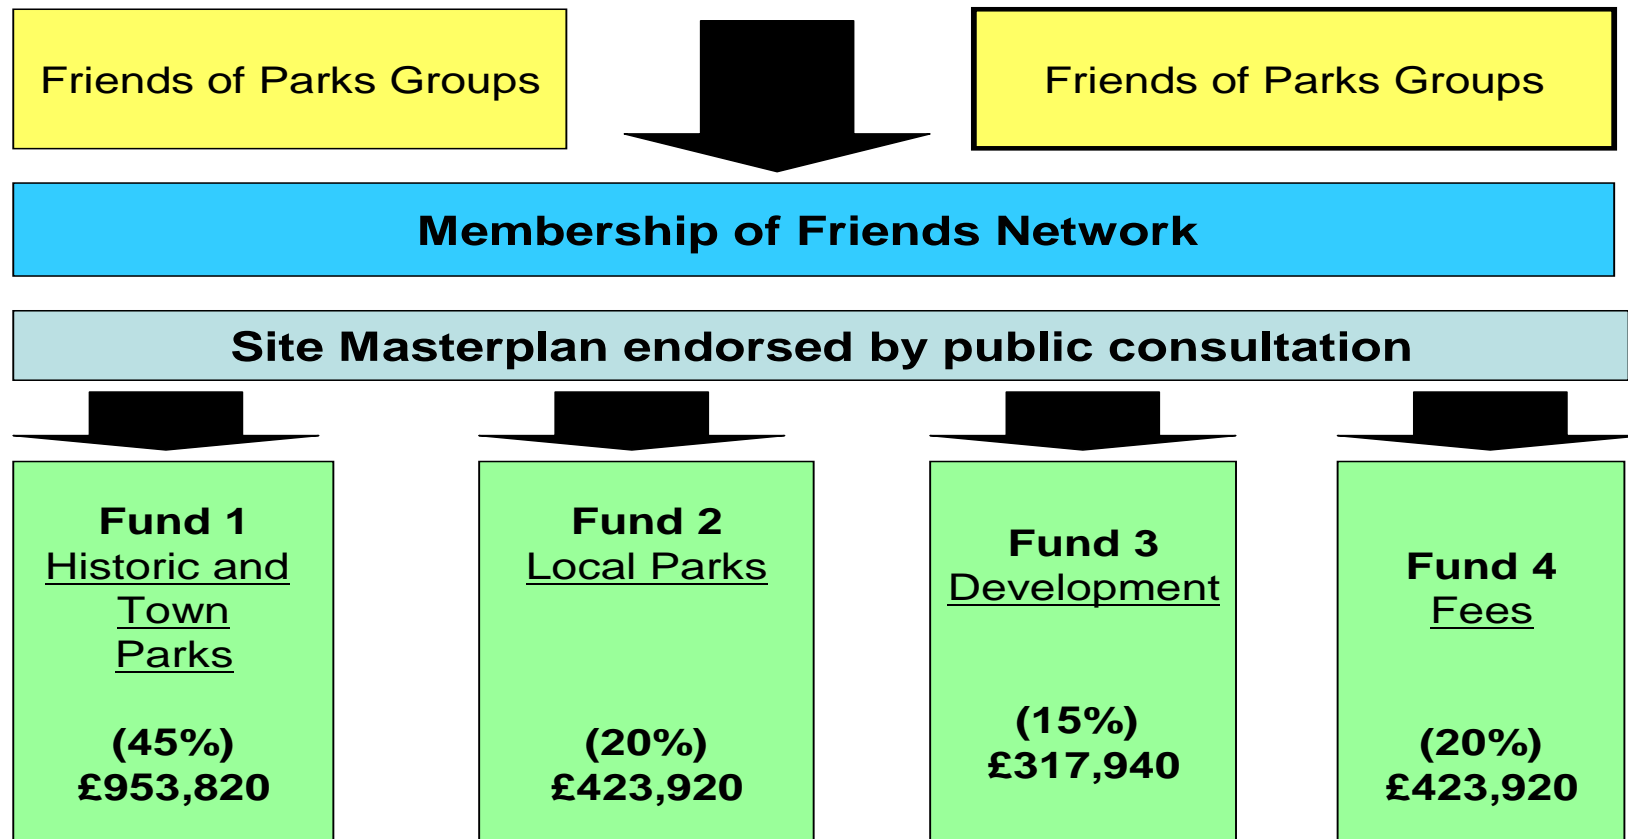 Friends of Parks Groups
Friends of Parks Groups
Membership of Friends Network
Site Masterplan endorsed by public consultation
Fund 1
Historic and
Town
Parks
(45%)
£953,820
Fund 2
Local Parks
(20%)
£423,920
Fund 3
Development
(15%)
£317,940
Fund 4
Fees
(20%)
£423,920